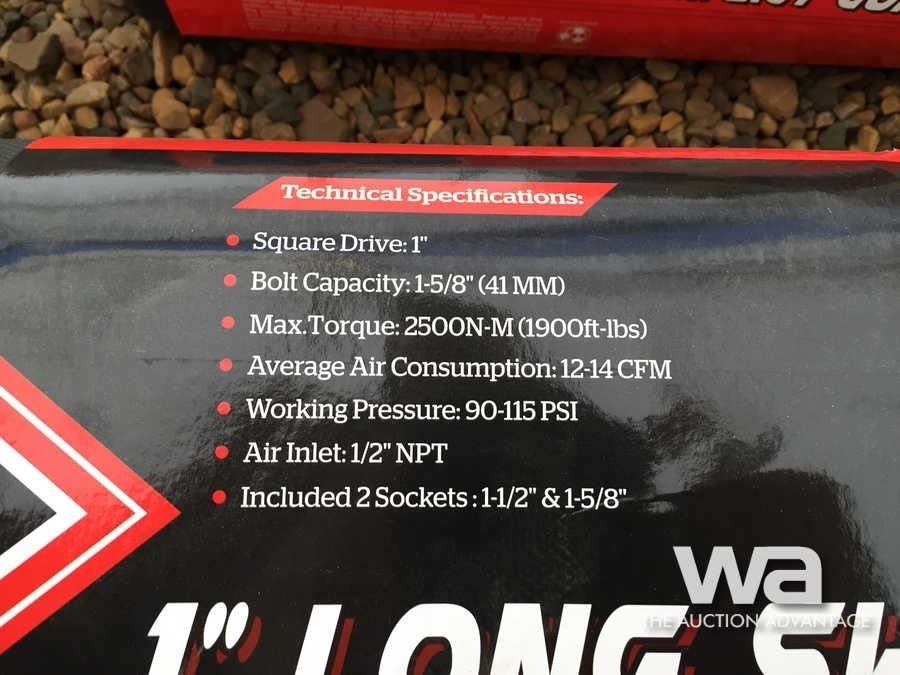 Technical Specifications:
Square Drive: 1"
Bolt Capacity: 1-5/8" (41 MM)
Max.Torque: 2500N-M (1900ft-lbs)
Average Air Consumption: 12-14 CFM
Working Pressure: 90-115 PSI
Air Inlet: 1/2" NPT
Included 2 Sockets : 1-1/2" & 1-5/8"
wa
THE AUCTION ADVANTAGE
1" LONG